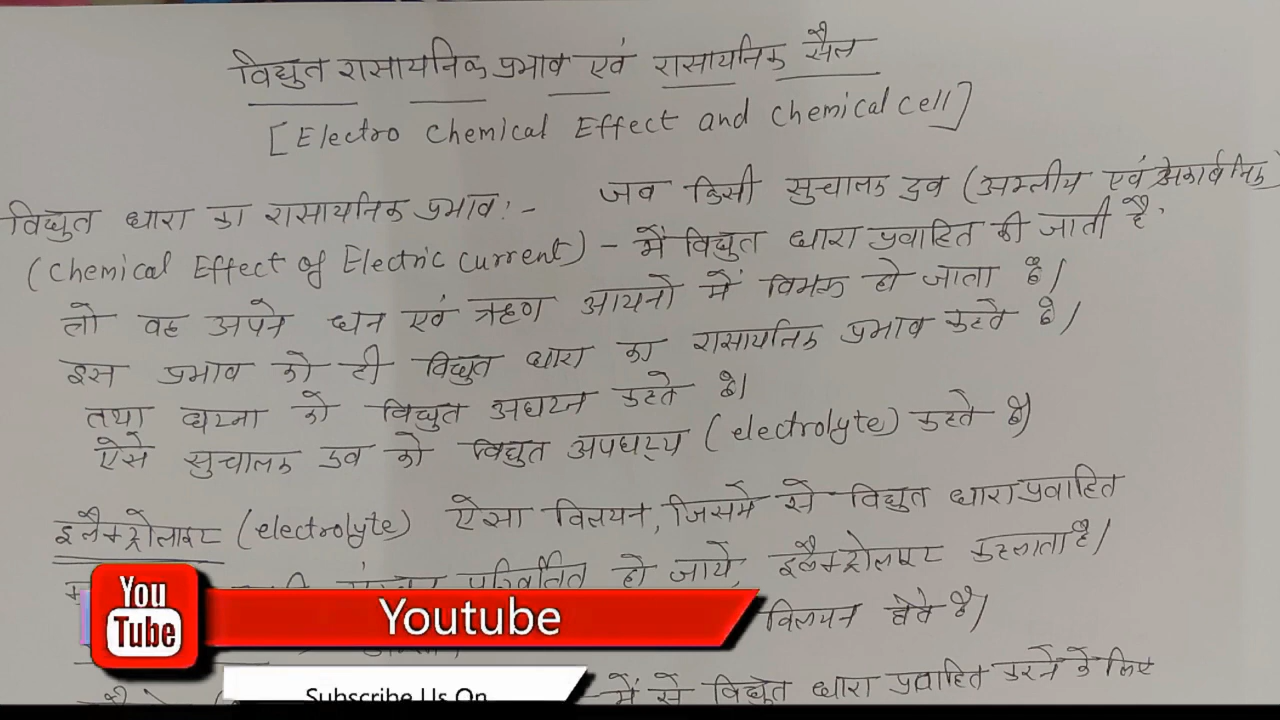 विद्युत रासायनिक प्रभाव एवं रासायनिक सैल
[Electro Chemical Effect and Chemical Cell]
विद्युत धारा का रासायनिक प्रभाव :- जब किसी सुचालक द्रव (अम्लीय एवं अकार्बनिक)
(Chemical Effect of Electric Current) - में विद्युत धारा प्रवाहित की जाती है
तो वह अपने धन एवं ऋण आयनो में विभक्त हो जाता है।
इस प्रभाव को ही विद्युत धारा का रासायनिक प्रभाव कहते है।
तथा घटना को विद्युत अघटन कहते है।
ऐसे सुचालक द्रव को विद्युत अपघट्य (electrolyte) कहते है।
इलैक्ट्रोलाइट (electrolyte) ऐसा विलयन, जिसमे से विद्युत धारा प्रवाहित
परिवर्तित हो जाये, इलैक्ट्रोलाइट कहलाता है।
विलयन होते है।
में से विद्युत धारा प्रवाहित करने के लिए
You Tube
Youtube
Subscribe Us On